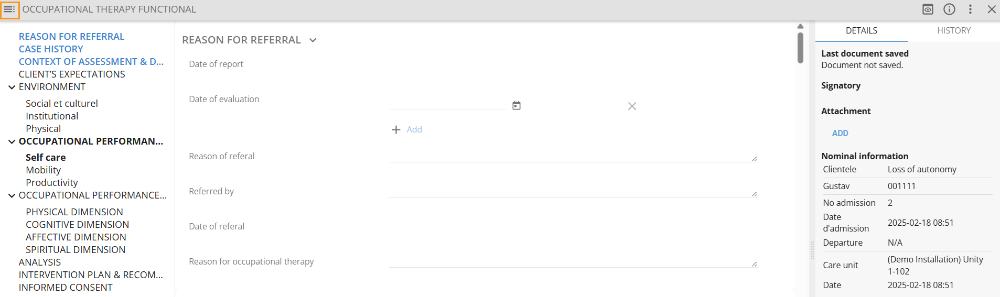 OCCUPATIONAL THERAPY FUNCTIONAL
REASON FOR REFERRAL
CASE HISTORY
CONTEXT OF ASSESSMENT & D...
CLIENT’S EXPECTATIONS
ENVIRONMENT
Social et culturel
Institutional
Physical
OCCUPATIONAL PERFORMAN...
Self care
Mobility
Productivity
OCCUPATIONAL PERFORMANCE...
PHYSICAL DIMENSION
COGNITIVE DIMENSION
AFFECTIVE DIMENSION
SPIRITUAL DIMENSION
ANALYSIS
INTERVENTION PLAN & RECOM...
INFORMED CONSENT
REASON FOR REFERRAL
Date of report
Date of evaluation
Add
Reason of referal
Referred by
Date of referal
Reason for occupational therapy
DETAILS HISTORY
Last document saved
Document not saved.
Signatory
Attachment
ADD
Nominal information
Clientele Loss of autonomy
Gustav 001111
No admission 2
Date d'admission 2025-02-18 08:51
Departure N/A
Care unit (Demo Installation) Unity 1-102
Date 2025-02-18 08:51